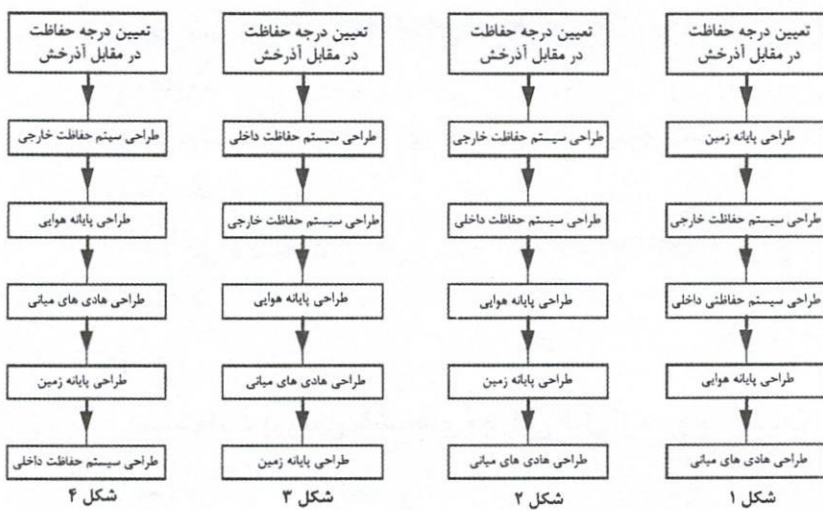 تعیین درجه حفاظت
در مقابل آذرخش
طراحی پایانه زمین
طراحی سیستم حفاظت خارجی
طراحی سیستم حفاظتی داخلی
طراحی پایانه هوایی
طراحی هادی های میانی
شکل ۱
تعیین درجه حفاظت
در مقابل آذرخش
طراحی سیستم حفاظت خارجی
طراحی سیستم حفاظت داخلی
طراحی پایانه هوایی
طراحی پایانه زمین
طراحی هادی های میانی
شکل ۲
تعیین درجه حفاظت
در مقابل آذرخش
طراحی سیستم حفاظت داخلی
طراحی سیستم حفاظت خارجی
طراحی پایانه هوایی
طراحی هادی های میانی
طراحی پایانه زمین
شکل ۳
تعیین درجه حفاظت
در مقابل آذرخش
طراحی سیتم حفاظت خارجی
طراحی پایانه هوایی
طراحی هادی های میانی
طراحی پایانه زمین
طراحی سیستم حفاظت داخلی
شکل ۴